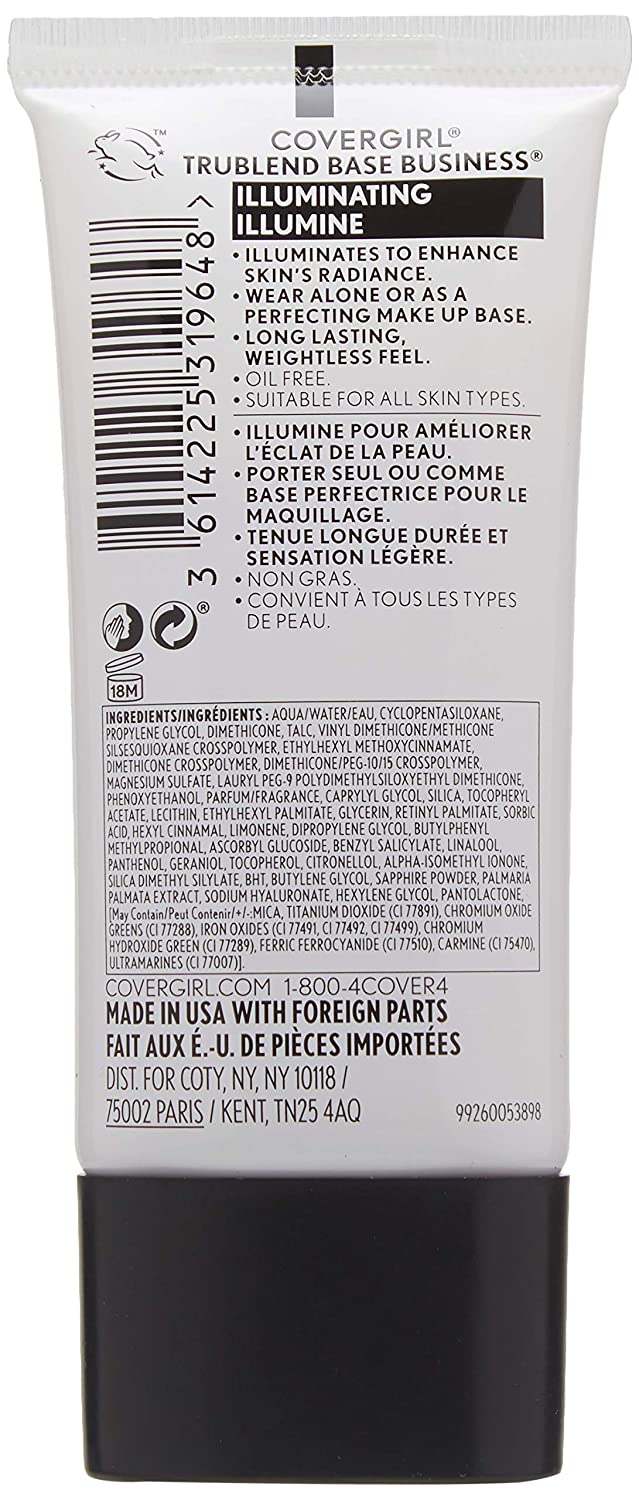 ™
COVERGIRL®
TRUBLEND BASE BUSINESS®
ILLUMINATING
ILLUMINE
• ILLUMINATES TO ENHANCE
SKIN'S RADIANCE.
• WEAR ALONE OR AS A
PERFECTING MAKE UP BASE.
• LONG LASTING,
WEIGHTLESS FEEL.
• OIL FREE.
• SUITABLE FOR ALL SKIN TYPES.
• ILLUMINE POUR AMÉLIORER
L'ÉCLAT DE LA PEAU.
• PORTER SEUL OU COMME
BASE PERFECTRICE POUR LE
MAQUILLAGE.
• TENUE LONGUE DURÉE ET
SENSATION LÉGÈRE.
• NON GRAS.
• CONVIENT À TOUS LES TYPES
DE PEAU.
3 614225 319648 >
®
18M
INGREDIENTS/INGRÉDIENTS : AQUA/WATER/EAU, CYCLOPENTASILOXANE,
PROPYLENE GLYCOL, DIMETHICONE, TALC, VINYL DIMETHICONE/METHICONE
SILSESQUIOXANE CROSSPOLYMER, ETHYLHEXYL METHOXYCINNAMATE,
DIMETHICONE CROSSPOLYMER, DIMETHICONE/PEG-10/15 CROSSPOLYMER,
MAGNESIUM SULFATE, LAURYL PEG-9 POLYDIMETHYLSILOXYETHYL DIMETHICONE,
PHENOXYETHANOL, PARFUM/FRAGRANCE, CAPRYLYL GLYCOL, SILICA, TOCOPHERYL
ACETATE, LECITHIN, ETHYLHEXYL PALMITATE, GLYCERIN, RETINYL PALMITATE, SORBIC
ACID, HEXYL CINNAMAL, LIMONENE, DIPROPYLENE GLYCOL, BUTYLPHENYL
METHYLPROPIONAL, ASCORBYL GLUCOSIDE, BENZYL SALICYLATE, LINALOOL,
PANTHENOL, GERANIOL, TOCOPHEROL, CITRONELLOL, ALPHA-ISOMETHYL IONONE,
SILICA DIMETHYL SILYLATE, BHT, BUTYLENE GLYCOL, SAPPHIRE POWDER, PALMARIA
PALMATA EXTRACT, SODIUM HYALURONATE, HEXYLENE GLYCOL, PANTOLACTONE,
[May Contain/Peut Contenir/+/-:MICA, TITANIUM DIOXIDE (CI 77891), CHROMIUM OXIDE
GREENS (CI 77288), IRON OXIDES (CI 77491, CI 77492, CI 77499), CHROMIUM
HYDROXIDE GREEN (CI 77289), FERRIC FERROCYANIDE (CI 77510), CARMINE (CI 75470),
ULTRAMARINES (CI 77007)].
COVERGIRL.COM 1-800-4COVER4
MADE IN USA WITH FOREIGN PARTS
FAIT AUX É.-U. DE PIÈCES IMPORTÉES
DIST. FOR COTY, NY, NY 10118 /
75002 PARIS / KENT, TN25 4AQ
99260053898